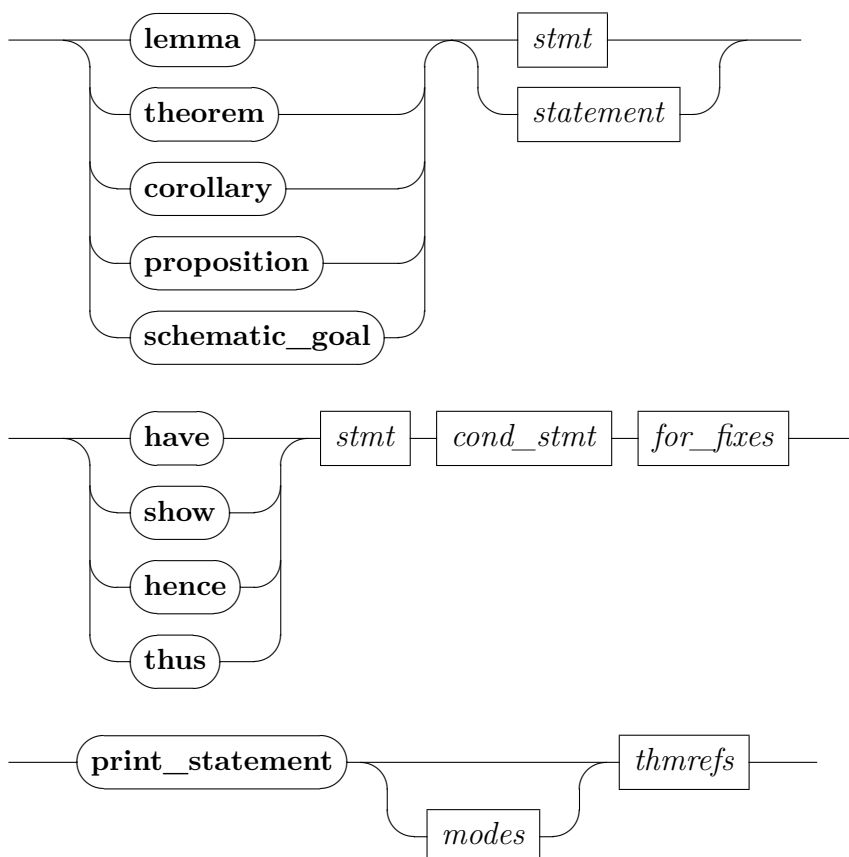 lemma stmt
theorem statement
corollary
proposition
schematic_goal
have stmt cond_stmt for_fixes
show
hence
thus
print_statement thmrefs
modes